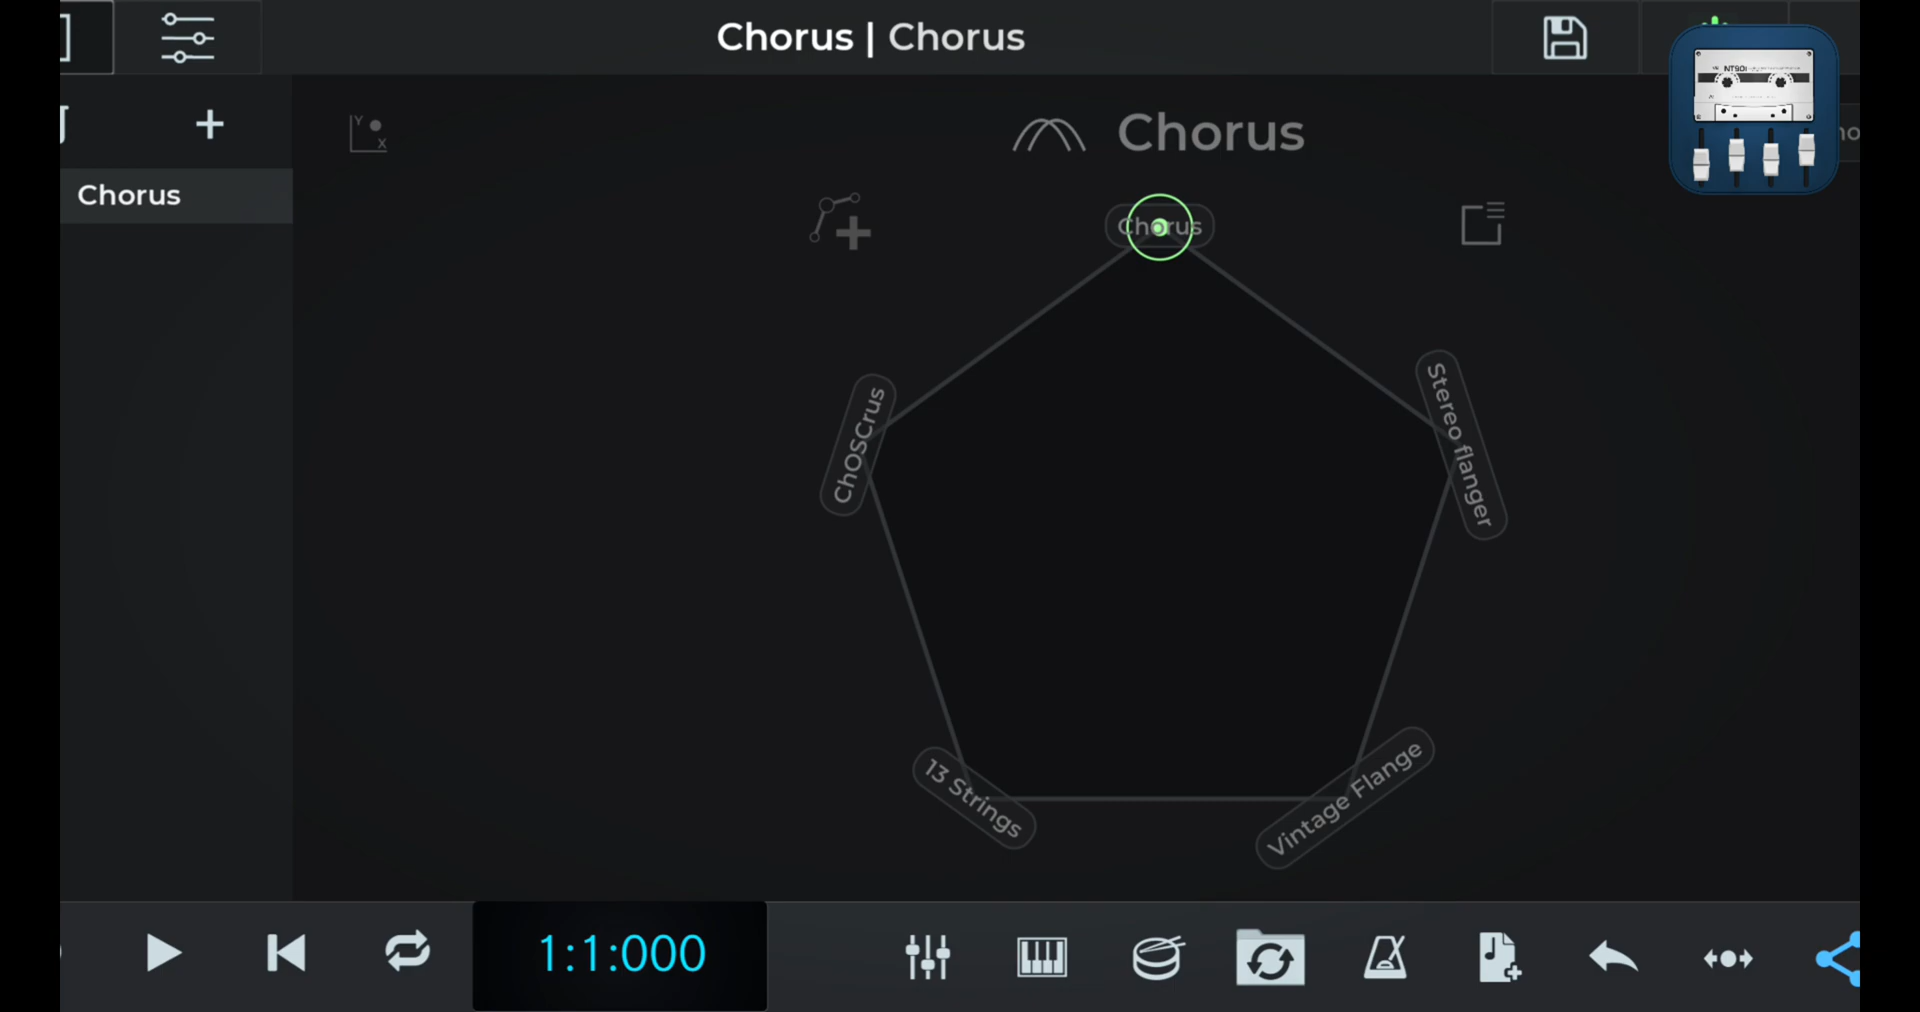 Chorus | Chorus
Chorus
Y
X
Chorus
Chorus
ChOSCrus
Stereo flanger
13 Strings
Vintage Flange
1:1:000